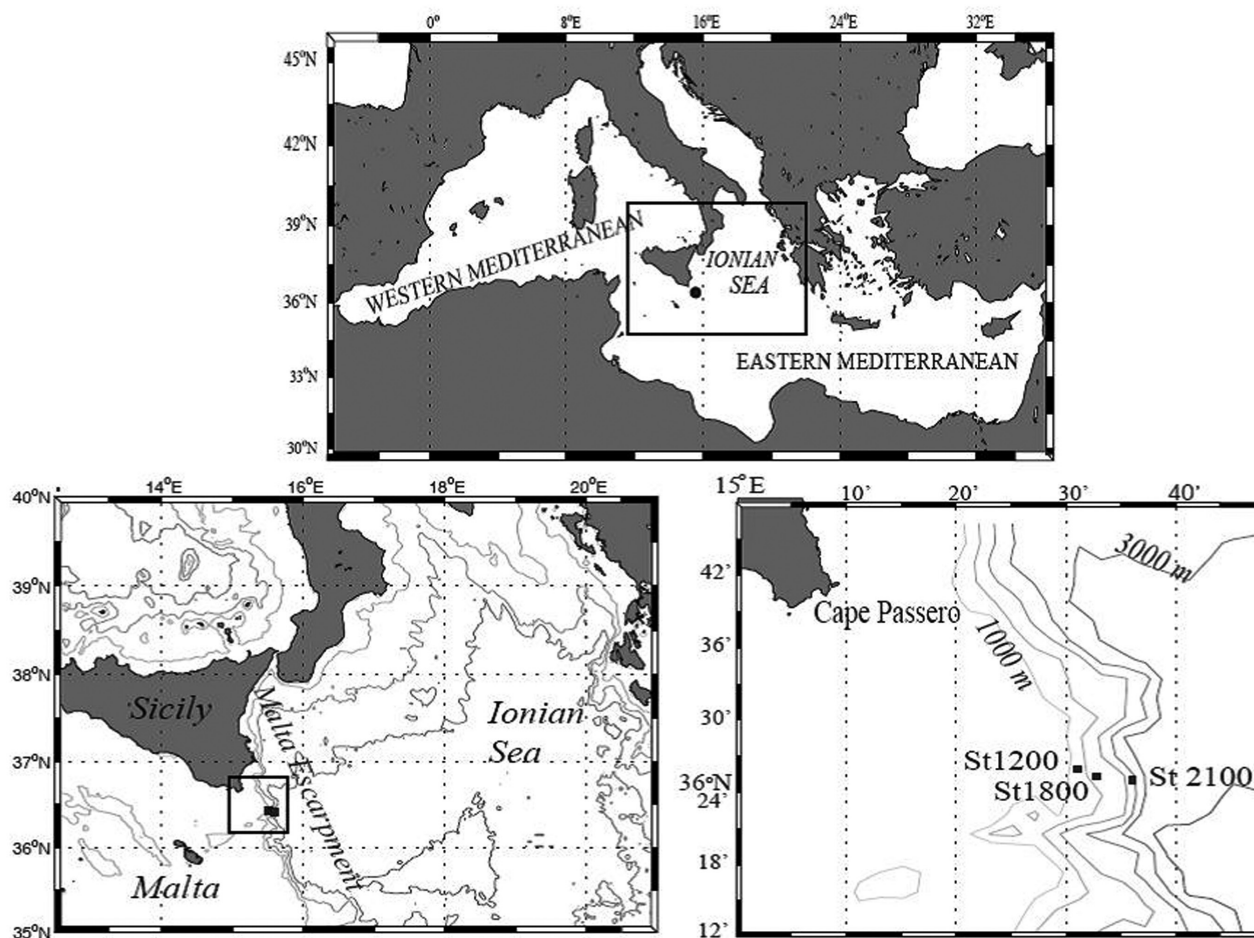 0° 8°E 16°E 24°E 32°E
45°N
42°N
39°N
36°N
33°N
30°N
WESTERN MEDITERRANEAN
IONIAN
SEA
EASTERN MEDITERRANEAN
14°E 16°E 18°E 20°E
40°N
39°N
38°N
37°N
36°N
35°N
Sicily
Malta Escarpment
Ionian
Sea
Malta
15°E 10' 20' 30' 40'
42'
36'
30'
36°N
24'
18'
12'
Cape Passero
1000 m
3000 m
St1200
St1800
St 2100